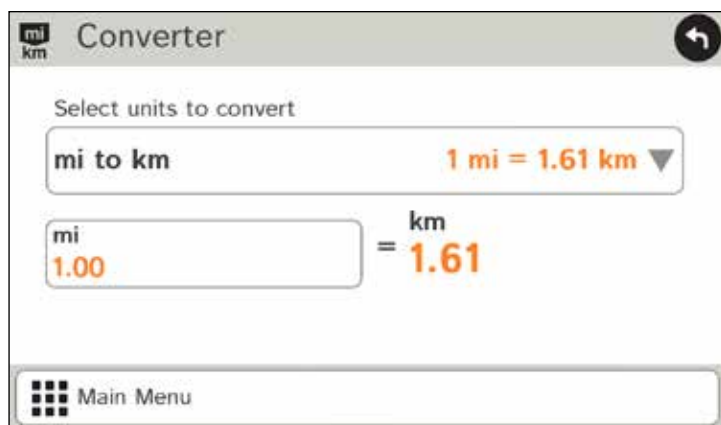 mi
km
Converter
Select units to convert
mi to km 1 mi = 1.61 km
mi
1.00
=
km
1.61
Main Menu